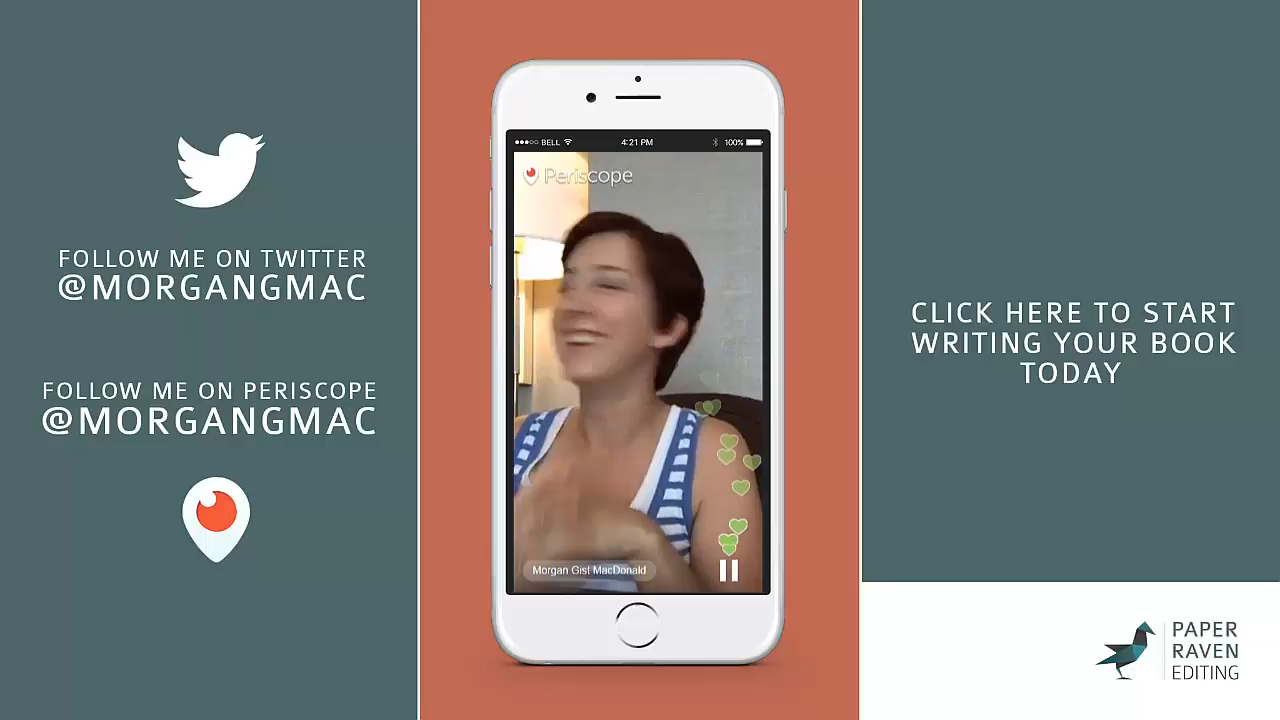 FOLLOW ME ON TWITTER
@MORGANGMAC
FOLLOW ME ON PERISCOPE
@MORGANGMAC
BELL 4:21 PM 100%
Periscope
Morgan Gist MacDonald
CLICK HERE TO START
WRITING YOUR BOOK
TODAY
PAPER
RAVEN
EDITING